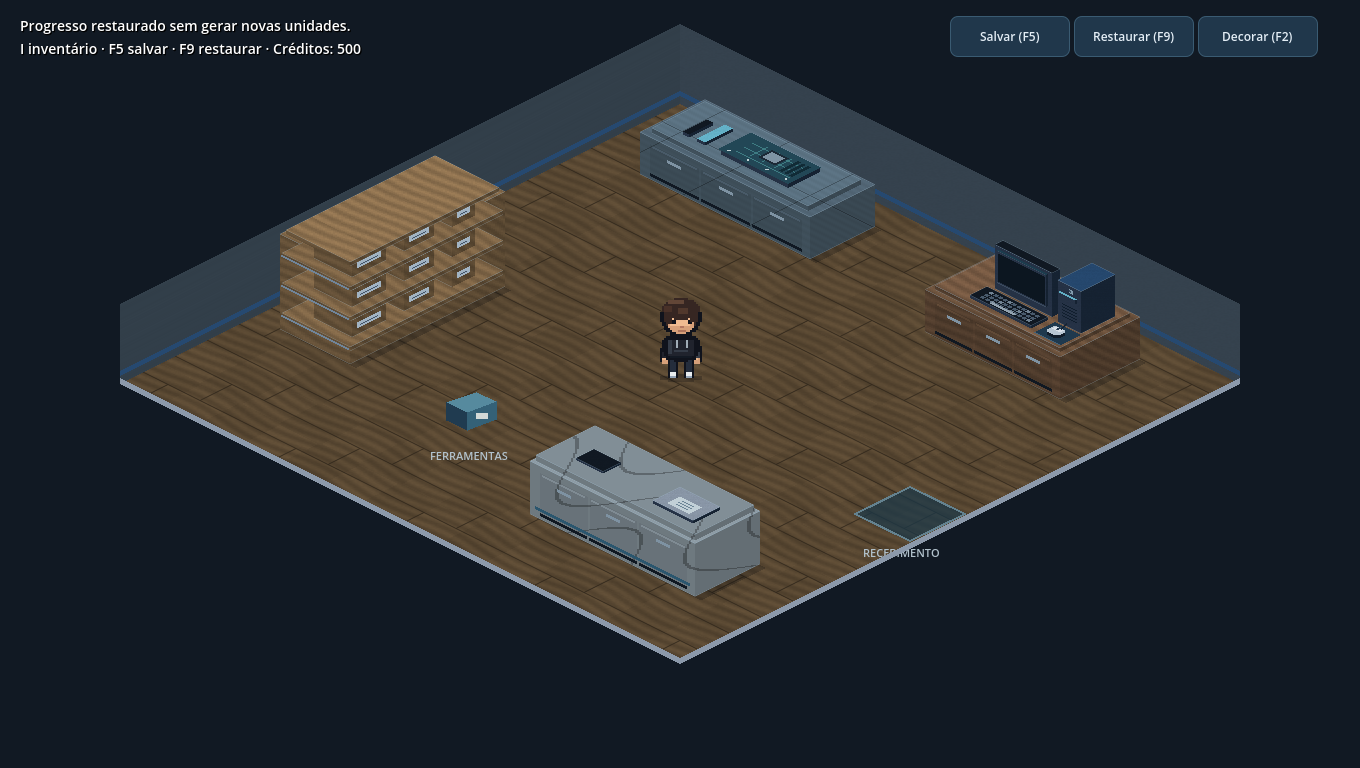 Progresso restaurado sem gerar novas unidades.
I inventário · F5 salvar · F9 restaurar · Créditos: 500
Salvar (F5)
Restaurar (F9)
Decorar (F2)
FERRAMENTAS
RECEBIMENTO